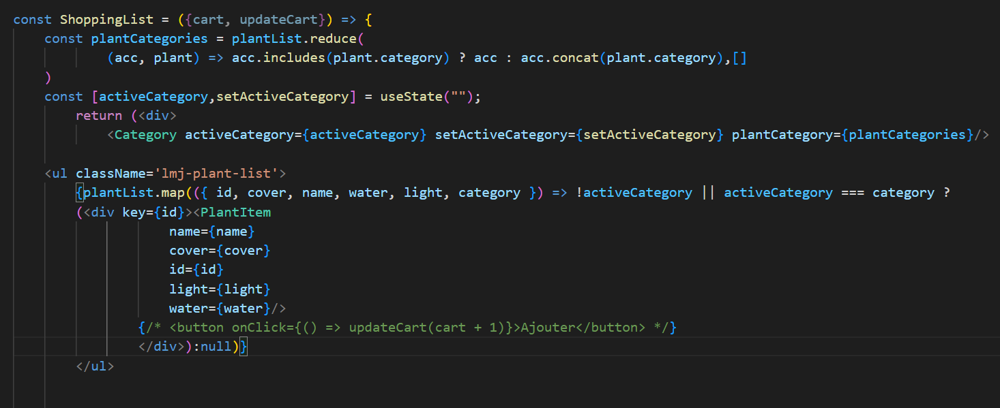 const ShoppingList = ({cart, updateCart}) => {
const plantCategories = plantList.reduce(
(acc, plant) => acc.includes(plant.category) ? acc : acc.concat(plant.category),[]
)
const [activeCategory,setActiveCategory] = useState("");
return (<div>
<Category activeCategory={activeCategory} setActiveCategory={setActiveCategory} plantCategory={plantCategories}/>
<ul className='lmj-plant-list'>
{plantList.map(({ id, cover, name, water, light, category }) => !activeCategory || activeCategory === category ?
(<div key={id}><PlantItem
name={name}
cover={cover}
id={id}
light={light}
water={water}/>
{/* <button onClick={() => updateCart(cart + 1)}>Ajouter</button> */}
</div>):null)}
</ul>